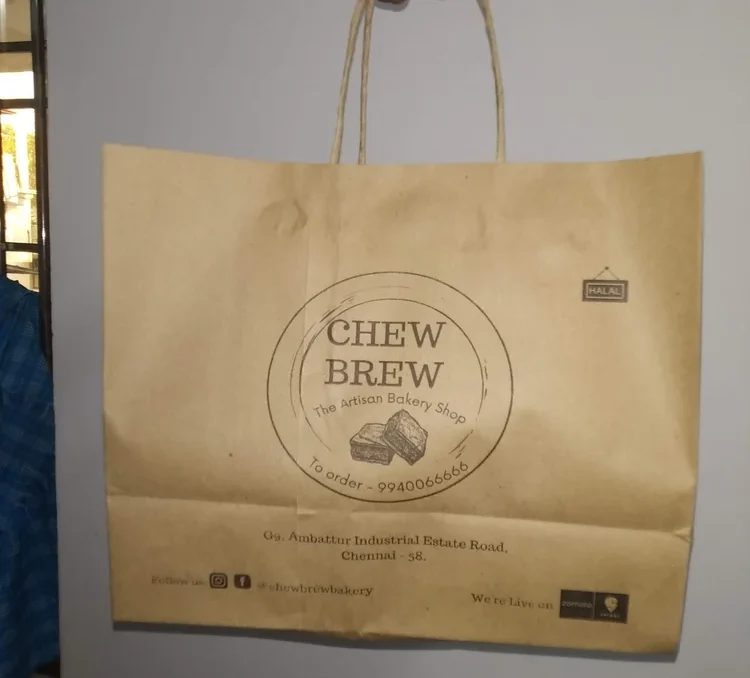 HALAL
CHEW
BREW
The Artisan Bakery Shop
To order - 9940066666
G9, Ambattur Industrial Estate Road,
Chennai - 58.
Follow us
@chewbrewbakery
We're Live on zomato